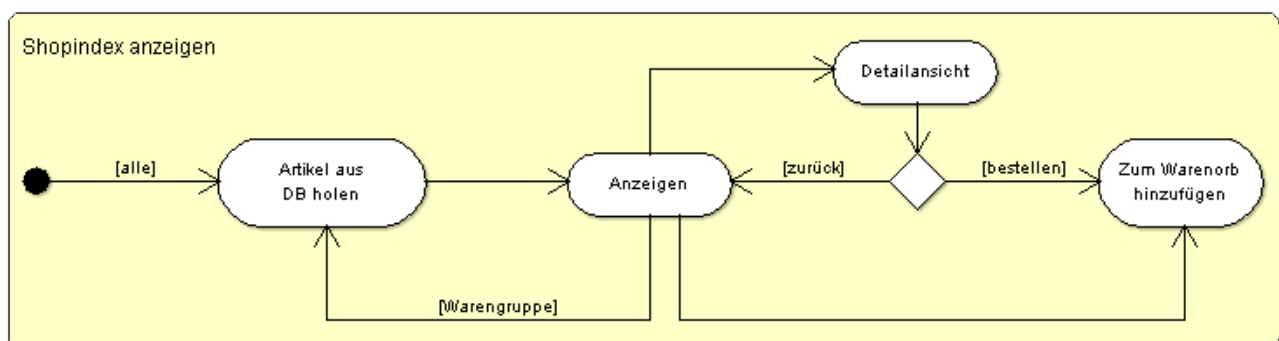 Shopindex anzeigen
Detailansicht
[alle]
Artikel aus
DB holen
Anzeigen
[zurück]
[bestellen]
Zum Warenorb
hinzufügen
[Warengruppe]